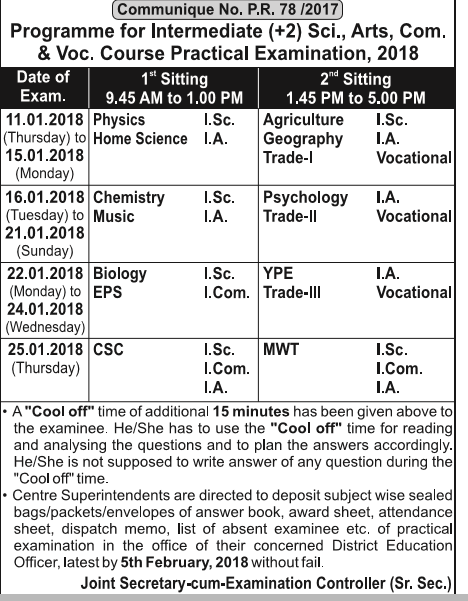 Communique No. P.R. 78 /2017
Programme for Intermediate (+2) Sci., Arts, Com.
& Voc. Course Practical Examination, 2018
Date of Exam. 1st Sitting 9.45 AM to 1.00 PM 2nd Sitting 1.45 PM to 5.00 PM
11.01.2018 Physics I.Sc. Agriculture I.Sc.
(Thursday) to Home Science I.A. Geography I.A.
15.01.2018 Trade-I Vocational
(Monday)
16.01.2018 Chemistry I.Sc. Psychology I.A.
(Tuesday) to Music I.A. Trade-II Vocational
21.01.2018
(Sunday)
22.01.2018 Biology I.Sc. YPE I.A.
(Monday) to EPS I.Com. Trade-III Vocational
24.01.2018
(Wednesday)
25.01.2018 CSC I.Sc. MWT I.Sc.
(Thursday) I.Com. I.Com.
I.A. I.A.
• A "Cool off" time of additional 15 minutes has been given above to
the examinee. He/She has to use the "Cool off" time for reading
and analysing the questions and to plan the answers accordingly.
He/She is not supposed to write answer of any question during the
"Cool off" time.
• Centre Superintendents are directed to deposit subject wise sealed
bags/packets/envelopes of answer book, award sheet, attendance
sheet, dispatch memo, list of absent examinee etc. of practical
examination in the office of their concerned District Education
Officer, latest by 5th February, 2018 without fail.
Joint Secretary-cum-Examination Controller (Sr. Sec.)